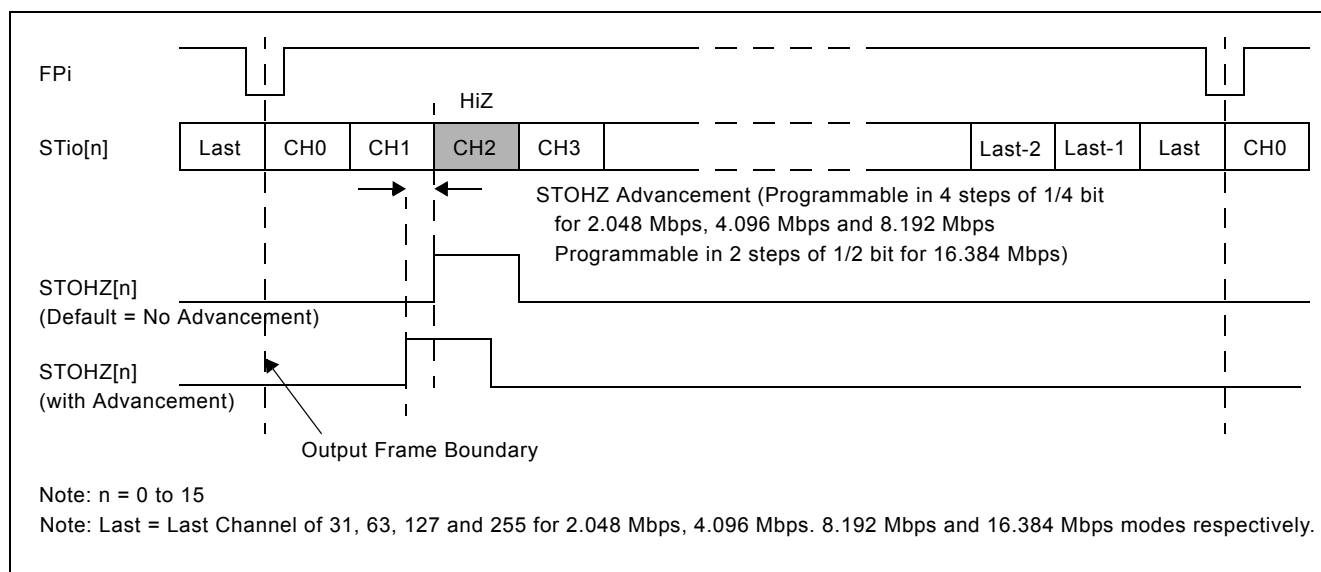 FPi
HiZ
STio[n]
Last
CH0
CH1
CH2
CH3
Last-2
Last-1
Last
CH0
STOHZ Advancement (Programmable in 4 steps of 1/4 bit
for 2.048 Mbps, 4.096 Mbps and 8.192 Mbps
Programmable in 2 steps of 1/2 bit for 16.384 Mbps)
STOHZ[n]
(Default = No Advancement)
STOHZ[n]
(with Advancement)
Output Frame Boundary
Note: n = 0 to 15
Note: Last = Last Channel of 31, 63, 127 and 255 for 2.048 Mbps, 4.096 Mbps. 8.192 Mbps and 16.384 Mbps modes respectively.